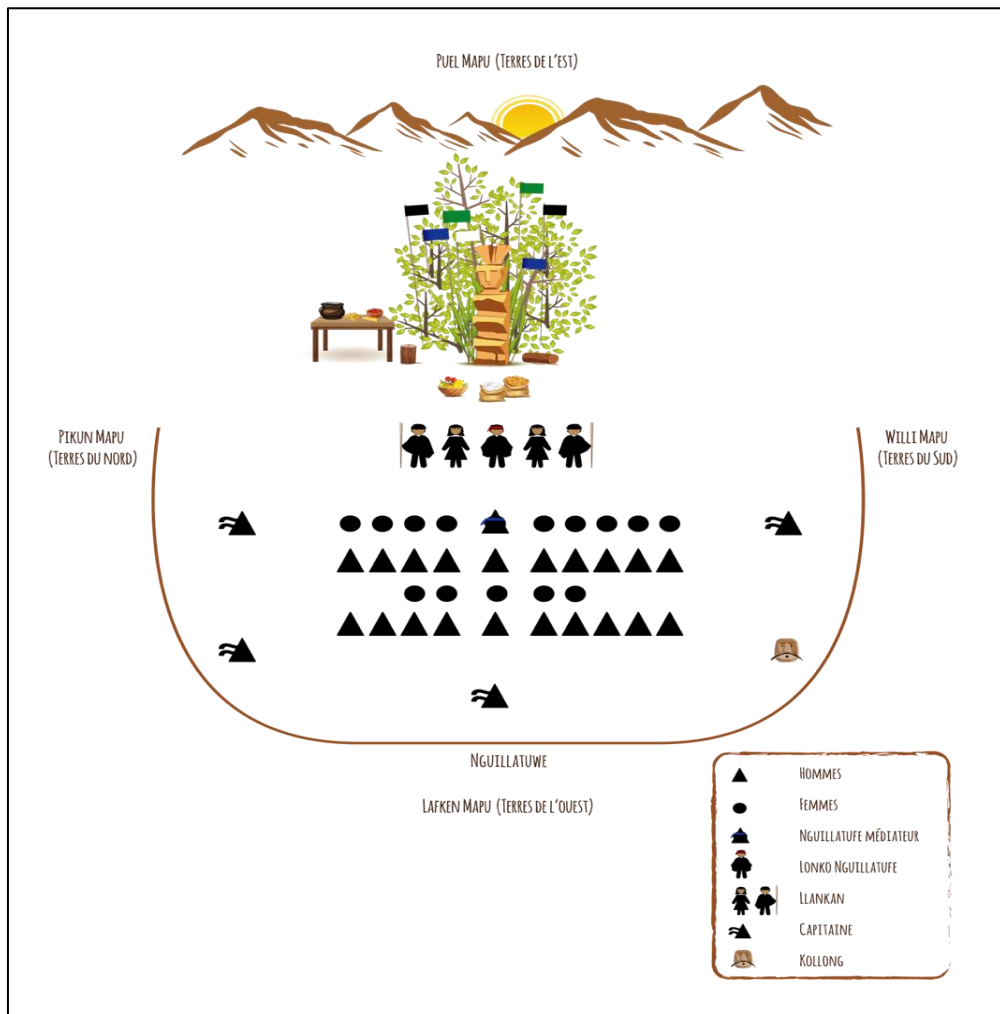 Puel Mapu (Terres de l'est)
Pikun Mapu
(Terres du nord)
Willi Mapu
(Terres du Sud)
Nguillatuwe
Lafken Mapu (Terres de l'ouest)
Hommes
Femmes
Nguillatufe médiateur
Lonko Nguillatufe
Llankan
Capitaine
Kollong